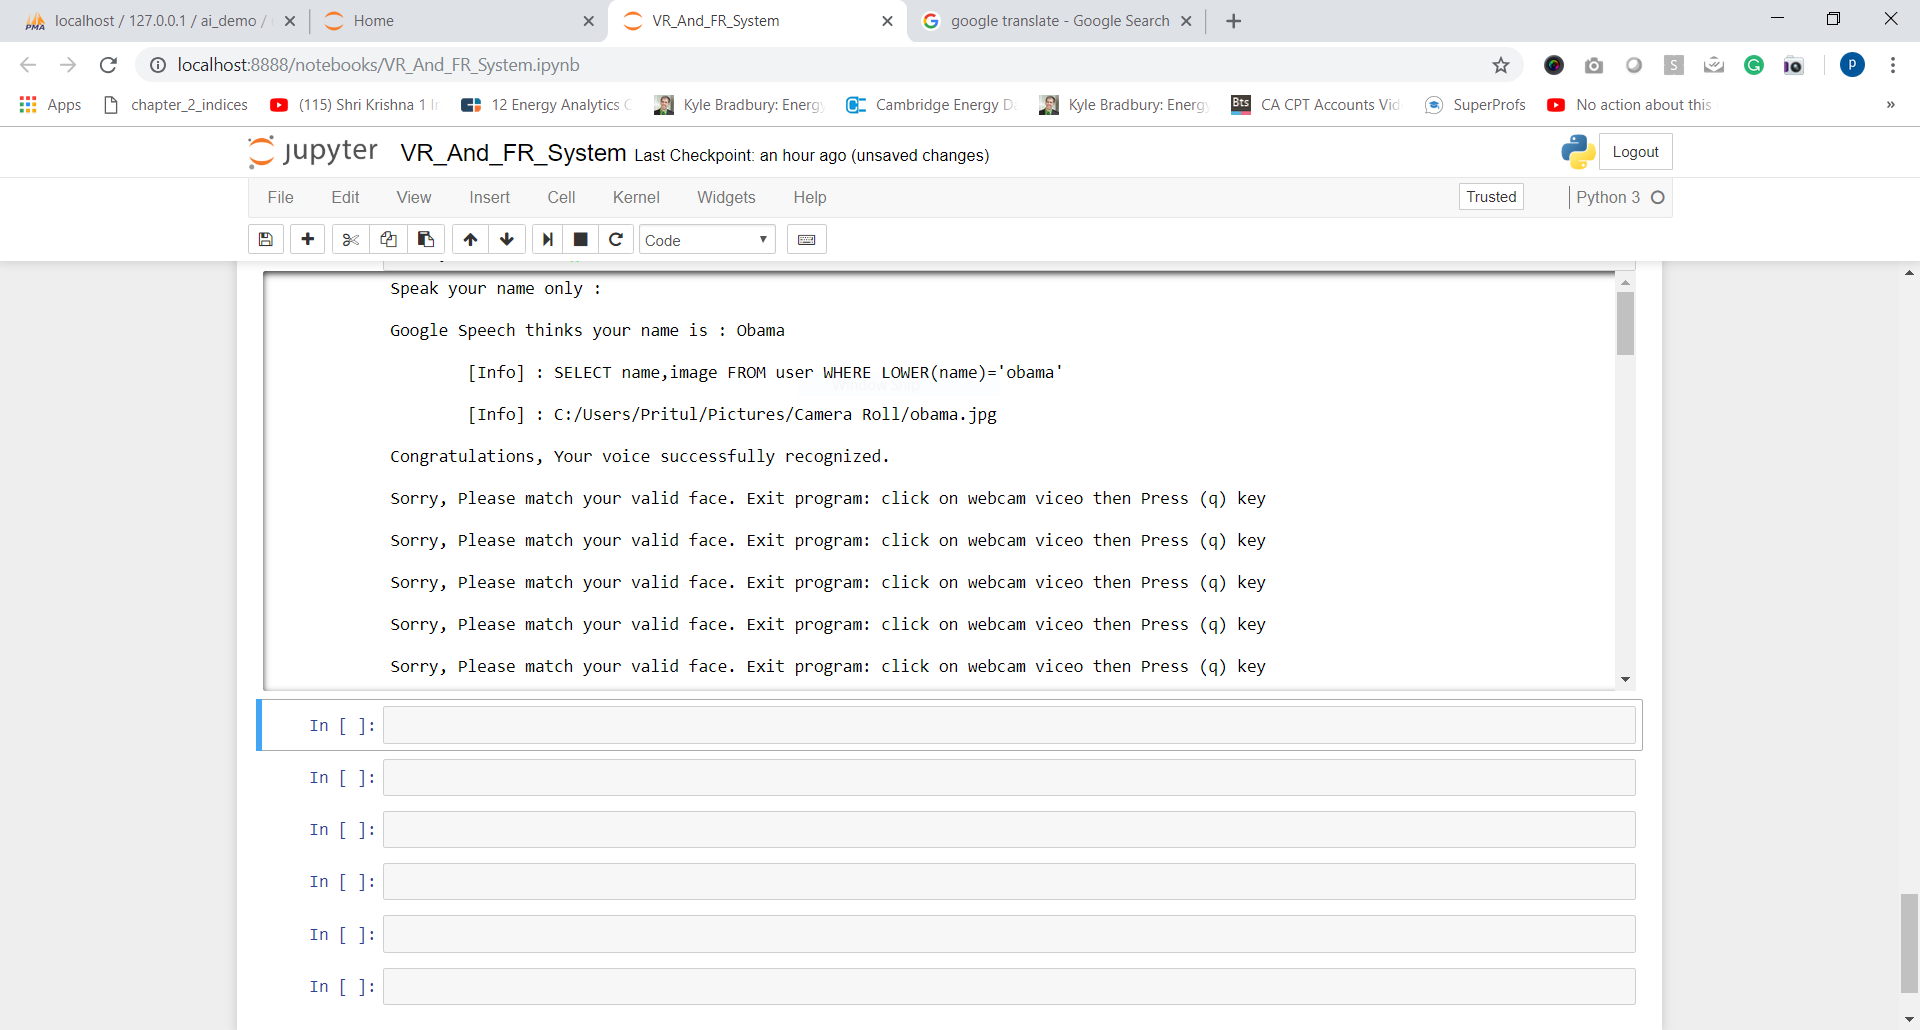 PMA localhost / 127.0.0.1 / ai_demo /
Home
VR_And_FR_System
google translate - Google Search
localhost:8888/notebooks/VR_And_FR_System.ipynb
S
G
P
Apps
chapter_2_indices
(115) Shri Krishna 1
12 Energy Analytics
Kyle Bradbury: Energy
Cambridge Energy D
Kyle Bradbury: Energy
Bts CA CPT Accounts Vid
SuperProfs
No action about this
»
jupyter VR_And_FR_System Last Checkpoint: an hour ago (unsaved changes)
Logout
File Edit View Insert Cell Kernel Widgets Help
Trusted
Python 3
Code
Speak your name only :
Google Speech thinks your name is : Obama
[Info] : SELECT name,image FROM user WHERE LOWER(name)='obama'
[Info] : C:/Users/Pritul/Pictures/Camera Roll/obama.jpg
Congratulations, Your voice successfully recognized.
Sorry, Please match your valid face. Exit program: click on webcam viceo then Press (q) key
Sorry, Please match your valid face. Exit program: click on webcam viceo then Press (q) key
Sorry, Please match your valid face. Exit program: click on webcam viceo then Press (q) key
Sorry, Please match your valid face. Exit program: click on webcam viceo then Press (q) key
Sorry, Please match your valid face. Exit program: click on webcam viceo then Press (q) key
In [ ]:
In [ ]:
In [ ]:
In [ ]:
In [ ]:
In [ ]: